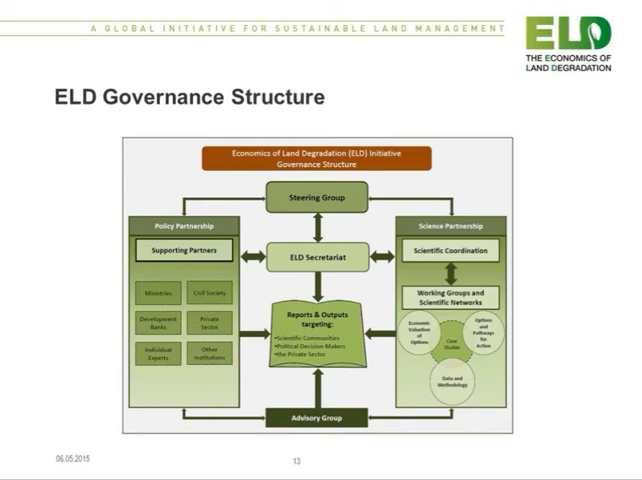 A GLOBAL INITIATIVE FOR SUSTAINABLE LAND MANAGEMENT
ELD
THE ECONOMICS OF
LAND DEGRADATION
ELD Governance Structure
Economics of Land Degradation (ELD) Initiative
Governance Structure
Steering Group
Policy Partnership
Supporting Partners
Ministries
Civil Society
Development
Banks
Private
Sector
Individual
Experts
Other
Institutions
ELD Secretariat
Reports & Outputs
targeting:
•Scientific Communities
•Political Decision-Makers
•the Private Sector
Science Partnership
Scientific Coordination
Working Groups and
Scientific Networks
Economic
Valuation
of
Options
Case
Studies
Options
and
Pathways
for
Action
Data and
Methodology
Advisory Group
06.05.2015
13